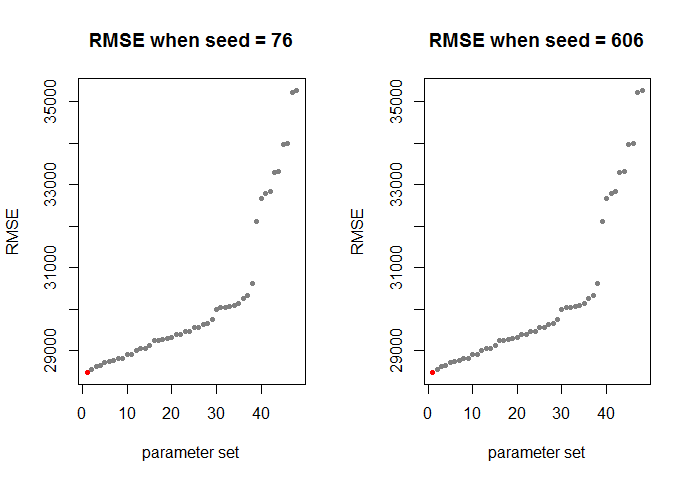 RMSE when seed = 76
RMSE
35000
33000
31000
29000
0 10 20 30 40
parameter set
RMSE when seed = 606
RMSE
35000
33000
31000
29000
0 10 20 30 40
parameter set